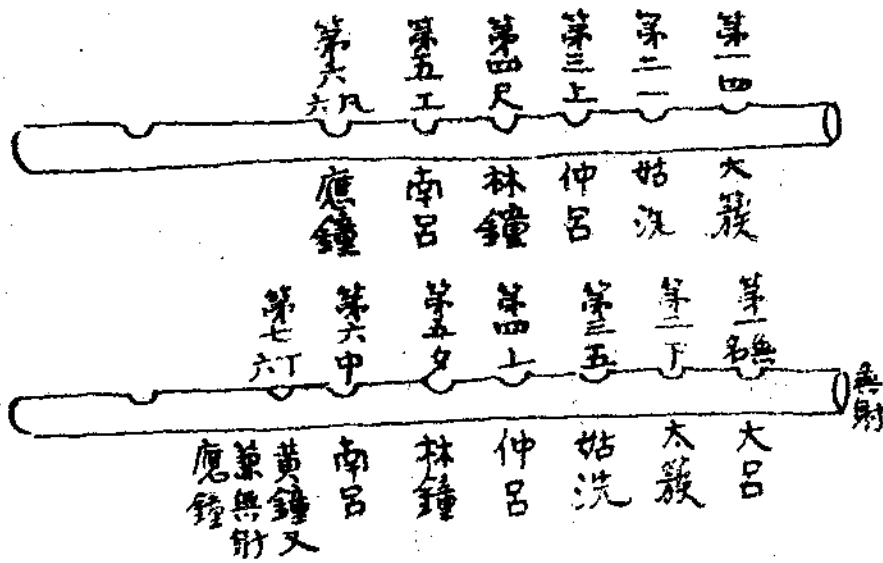 第一四
第二一
第三上
第四尺
第五工
第六凡
六
大簇
姑洗
仲呂
林鐘
南呂
應鐘
無射
第一無名
第二下
第三五
第四上
第五夕
第六中
第七丁
六
大呂
太簇
姑洗
仲呂
林鐘
南呂
黃鐘又
兼無射
應鐘